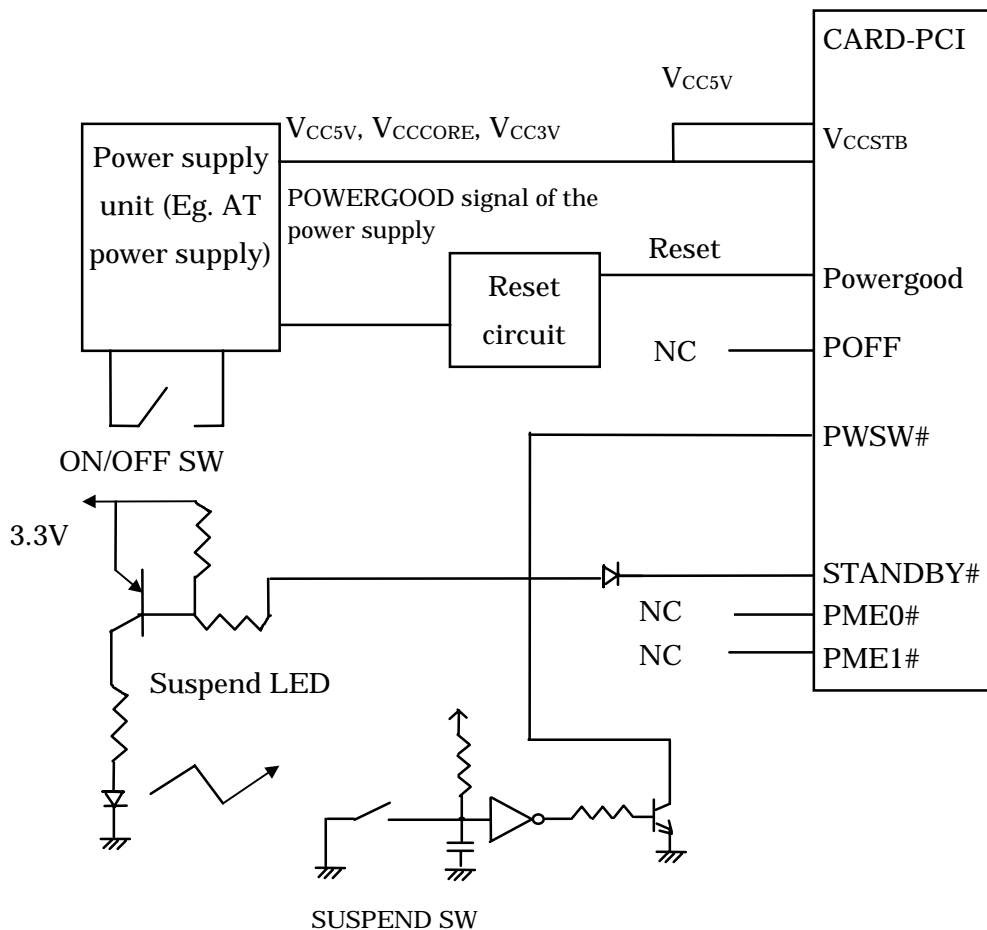 CARD-PCI
VCC5V
VCC5V, VCCCORE, VCC3V
VCCSTB
Power supply
unit (Eg. AT
power supply)
POWERGOOD signal of the
power supply
Reset
Powergood
Reset
circuit
NC
POFF
PWSW#
ON/OFF SW
3.3V
STANDBY#
NC
PME0#
NC
PME1#
Suspend LED
SUSPEND SW